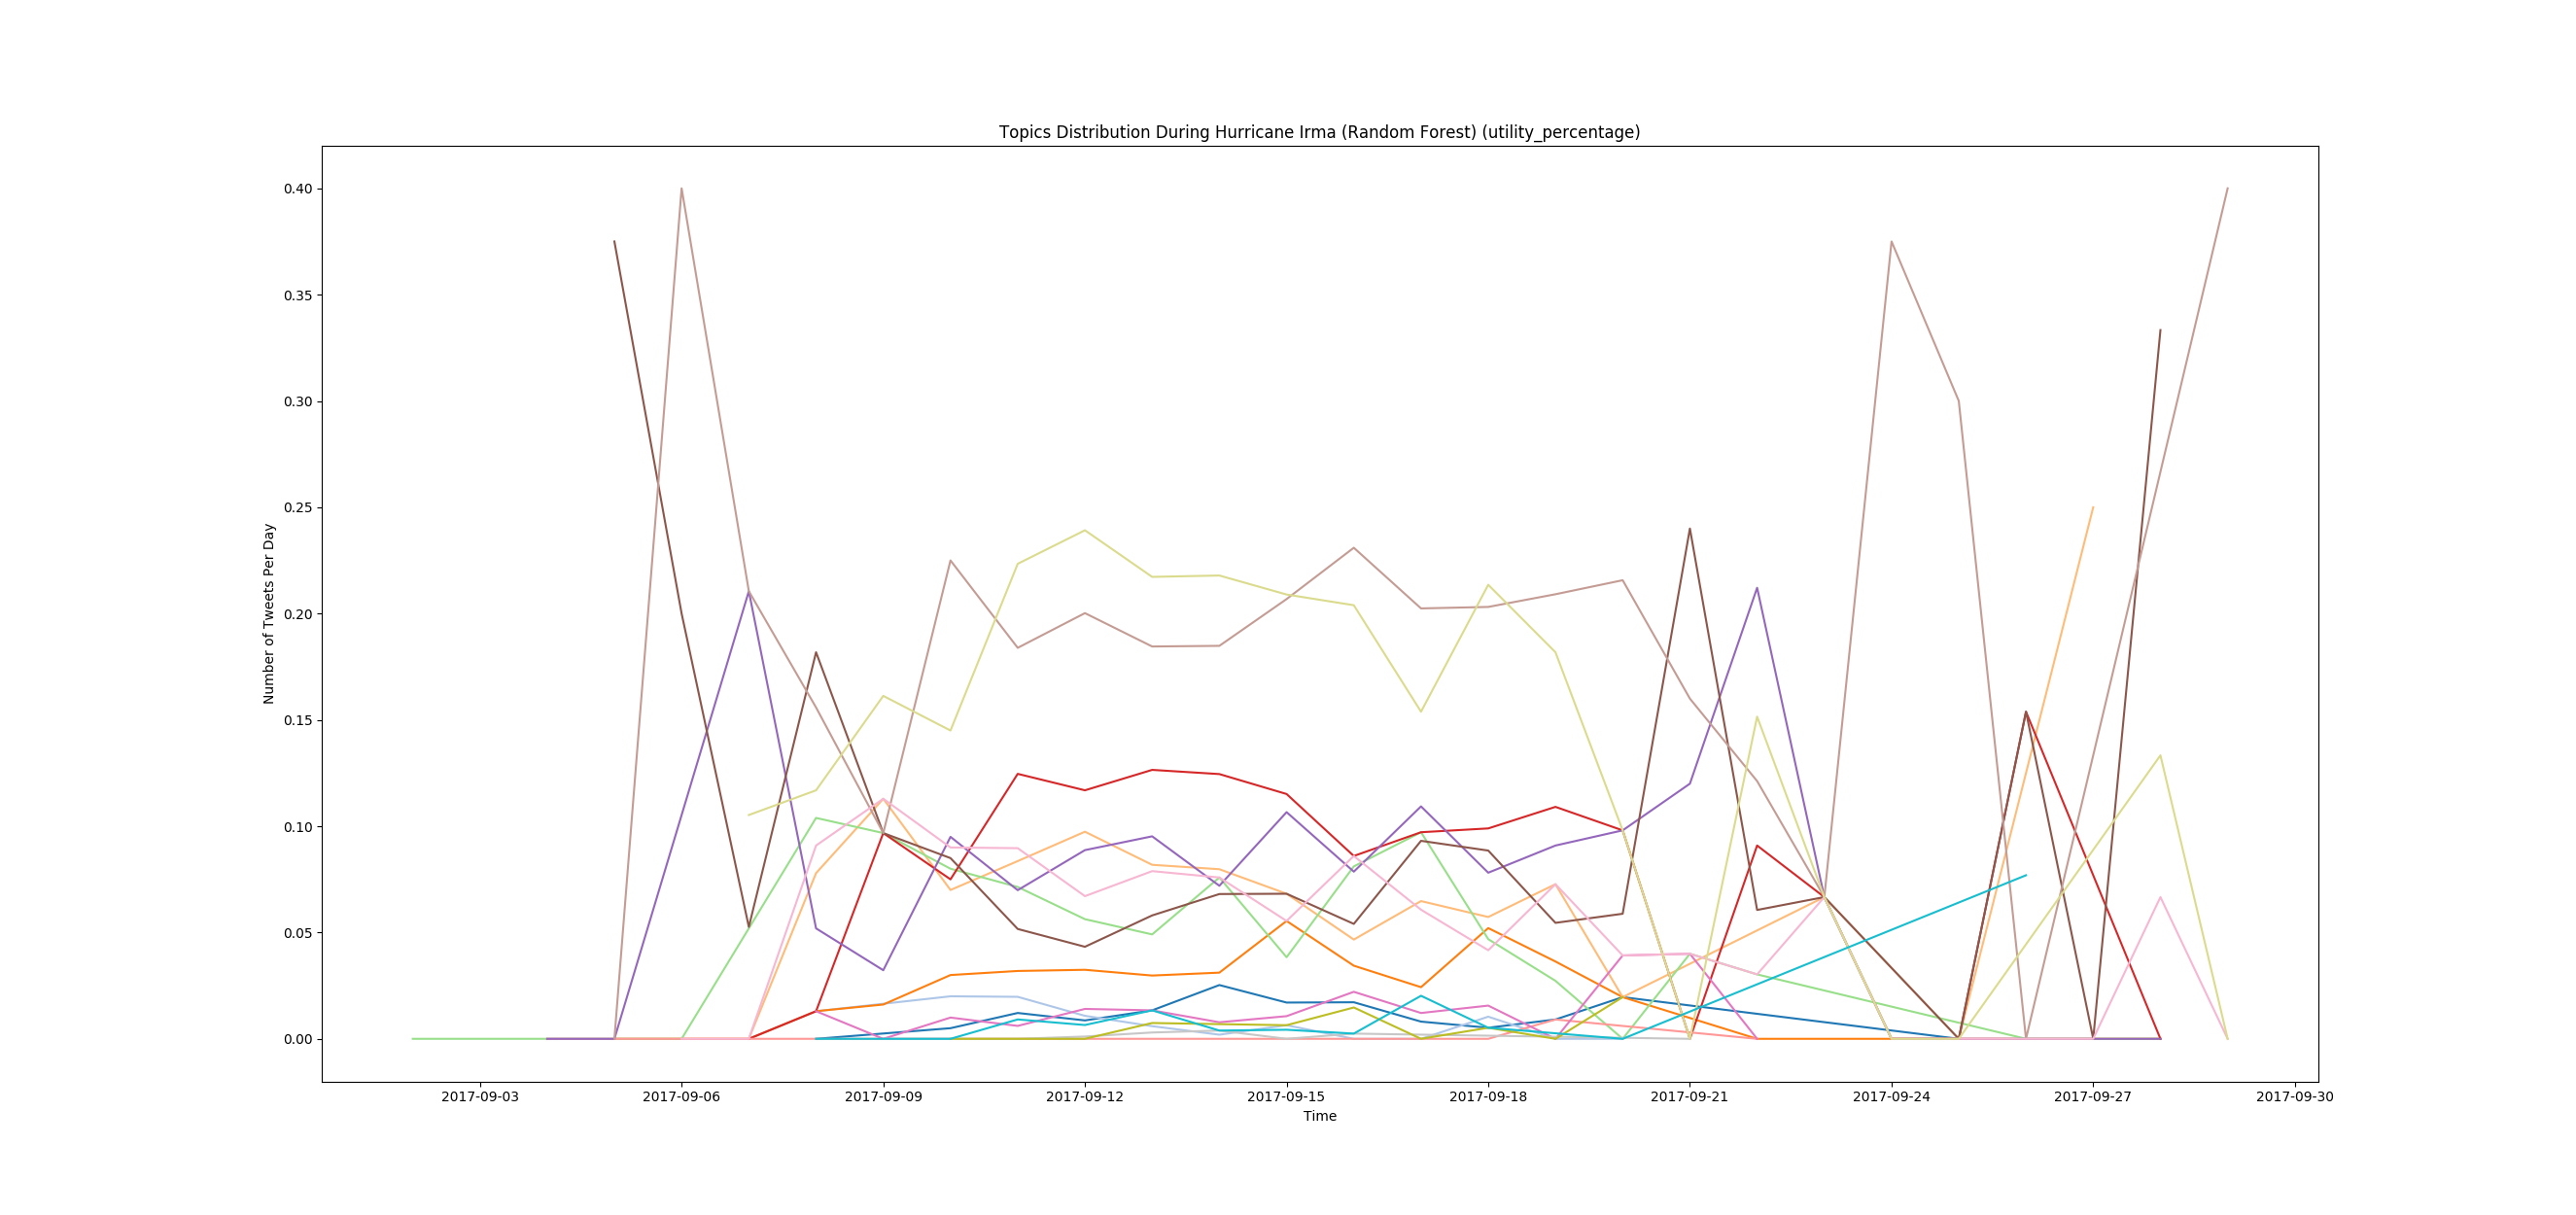 Topics Distribution During Hurricane Irma (Random Forest) (utility_percentage)
0.40
0.35
0.30
0.25
0.20
0.15
0.10
0.05
0.00
Number of Tweets Per Day
2017-09-03 2017-09-06 2017-09-09 2017-09-12 2017-09-15 2017-09-18 2017-09-21 2017-09-24 2017-09-27 2017-09-30
Time